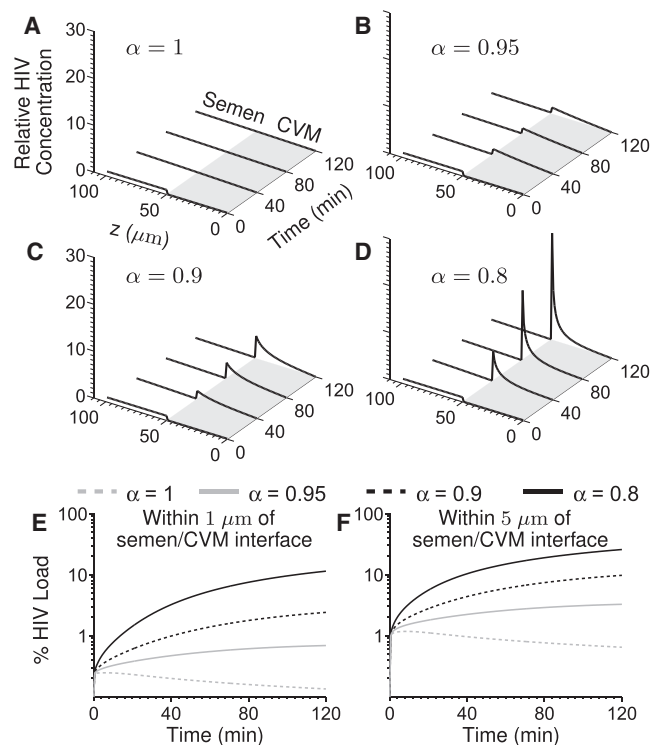 A
B
Relative HIV
Concentration
30
20
10
0
α = 1
α = 0.95
Semen CVM
100
50
0
z (μm)
0
40
80
120
Time (min)
100
50
0
0
40
80
120
C
D
30
20
10
0
α = 0.9
α = 0.8
100
50
0
0
40
80
120
100
50
0
0
40
80
120
α = 1
α = 0.95
α = 0.9
α = 0.8
E
F
Within 1 μm of
semen/CVM interface
Within 5 μm of
semen/CVM interface
% HIV Load
100
10
1
0
40
80
120
Time (min)
100
10
1
0
40
80
120
Time (min)